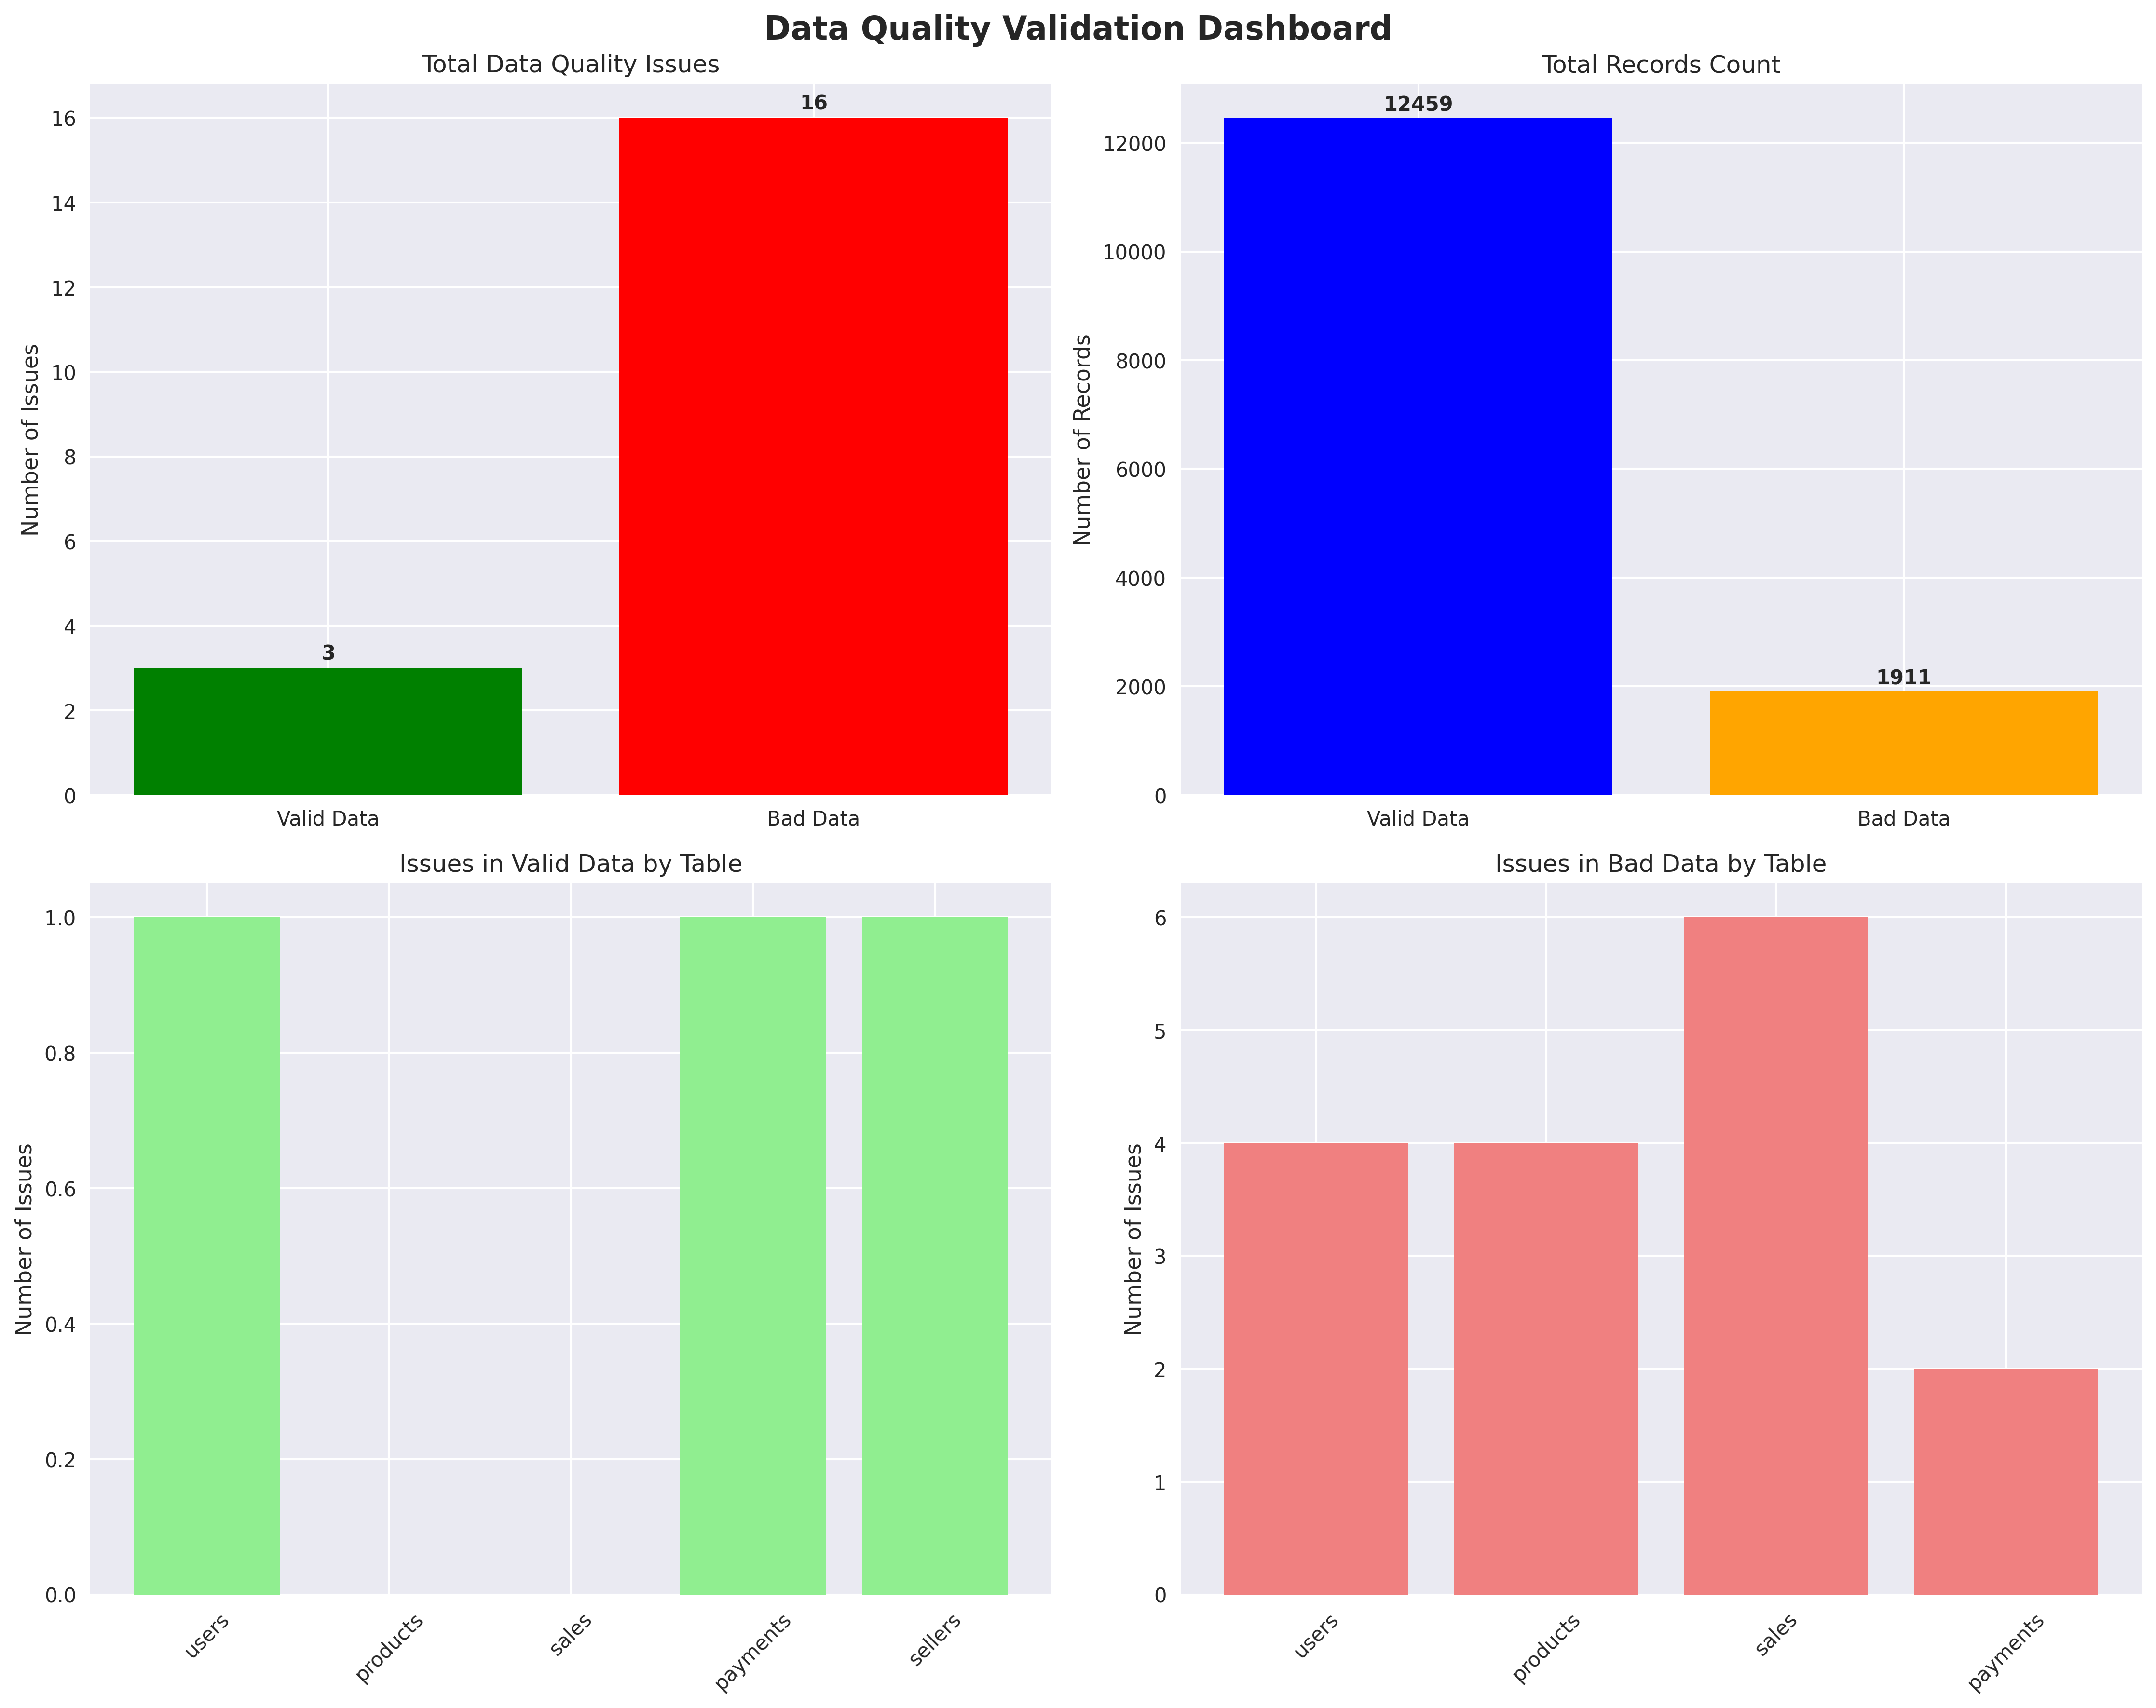 Data Quality Validation Dashboard
Total Data Quality Issues
Number of Issues
16
14
12
10
8
6
4
2
0
3
16
Valid Data
Bad Data
Total Records Count
Number of Records
12000
10000
8000
6000
4000
2000
0
12459
1911
Valid Data
Bad Data
Issues in Valid Data by Table
Number of Issues
1.0
0.8
0.6
0.4
0.2
0.0
users
products
sales
payments
sellers
Issues in Bad Data by Table
Number of Issues
6
5
4
3
2
1
0
users
products
sales
payments